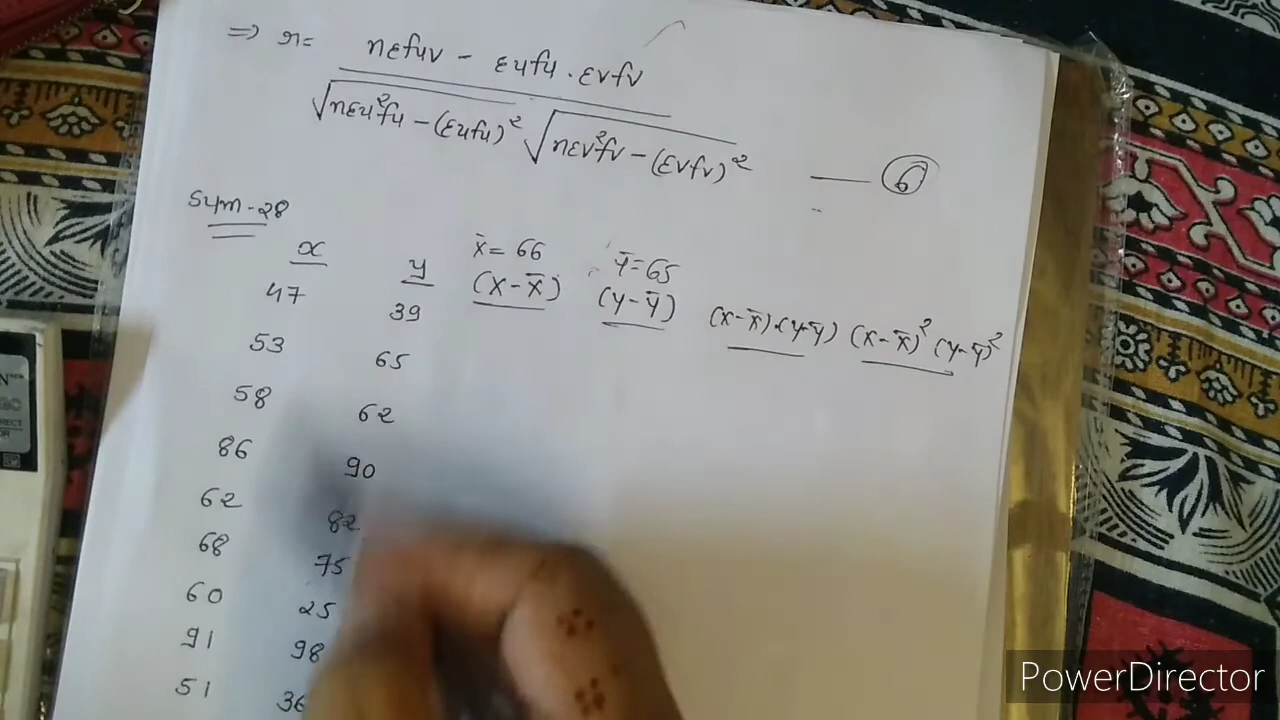 ⇒ r = nΣfuv - Σufu . Σvfv
√nΣu²fu - (Σufu)² √nΣv²fv - (Σvfv)² — 6
Sum-28
x y x̄ = 66 ȳ = 65
(x - x̄) (y - ȳ) (x - x̄).(y-ȳ) (x - x̄)² (y - ȳ)²
47 39
53 65
58 62
86 90
62 82
68 75
60 25
91 98
51 36
PowerDirector